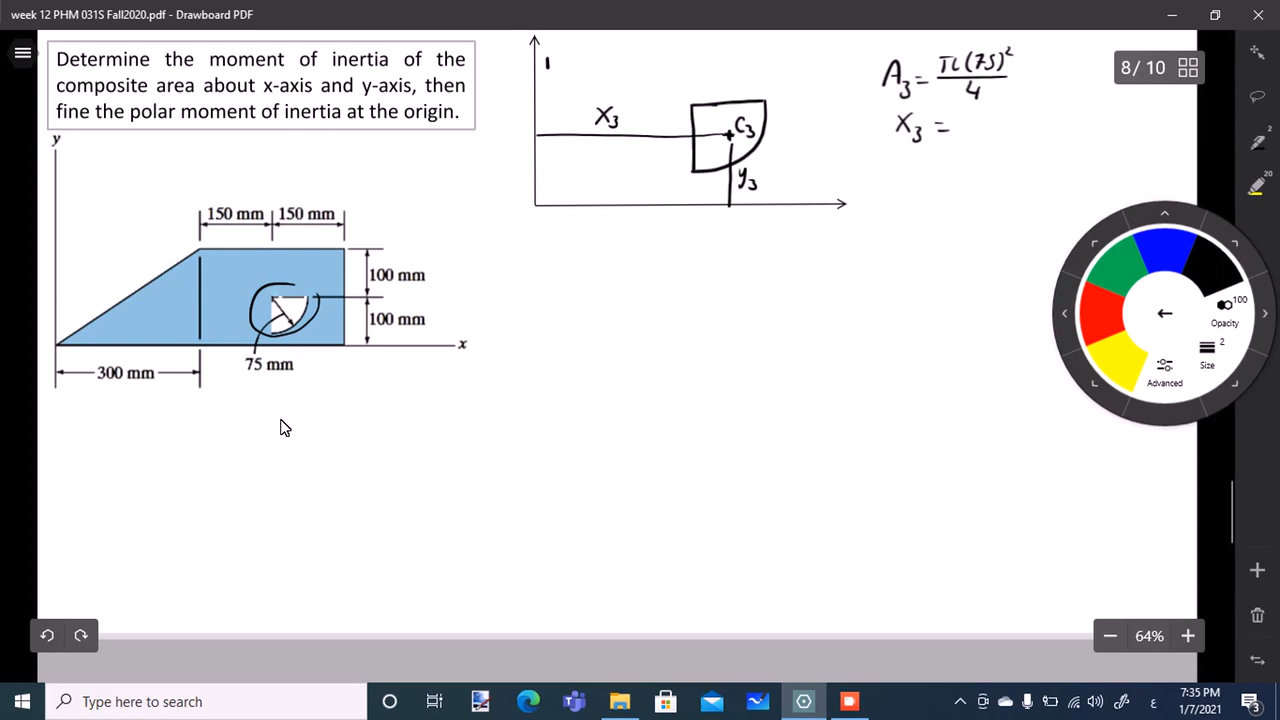 week 12 PHM 031S Fall2020.pdf - Drawboard PDF
Determine the moment of inertia of the
composite area about x-axis and y-axis, then
fine the polar moment of inertia at the origin.
y
150 mm
150 mm
100 mm
100 mm
x
300 mm
75 mm
X3
C3
y3
A3 = π(75)²/4
X3 =
8 / 10
20
100
Opacity
2
Size
Advanced
64%
Type here to search
ع
7:35 PM
1/7/2021
3